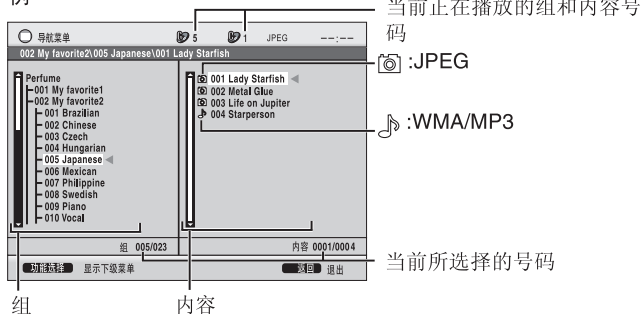 当前正在播放的组和内容号码
导航菜单 5 1 JPEG --:--
002 My favorite2\005 Japanese\001 Lady Starfish
Perfume
001 My favorite1
002 My favorite2
001 Brazilian
002 Chinese
003 Czech
004 Hungarian
005 Japanese
006 Mexican
007 Philippine
008 Swedish
009 Piano
010 Vocal
001 Lady Starfish
002 Metal Glue
003 Life on Jupiter
004 Starperson
:JPEG
:WMA/MP3
组 005/023
内容 0001/0004
功能选择 显示下级菜单
返回 退出
当前所选择的号码
组
内容